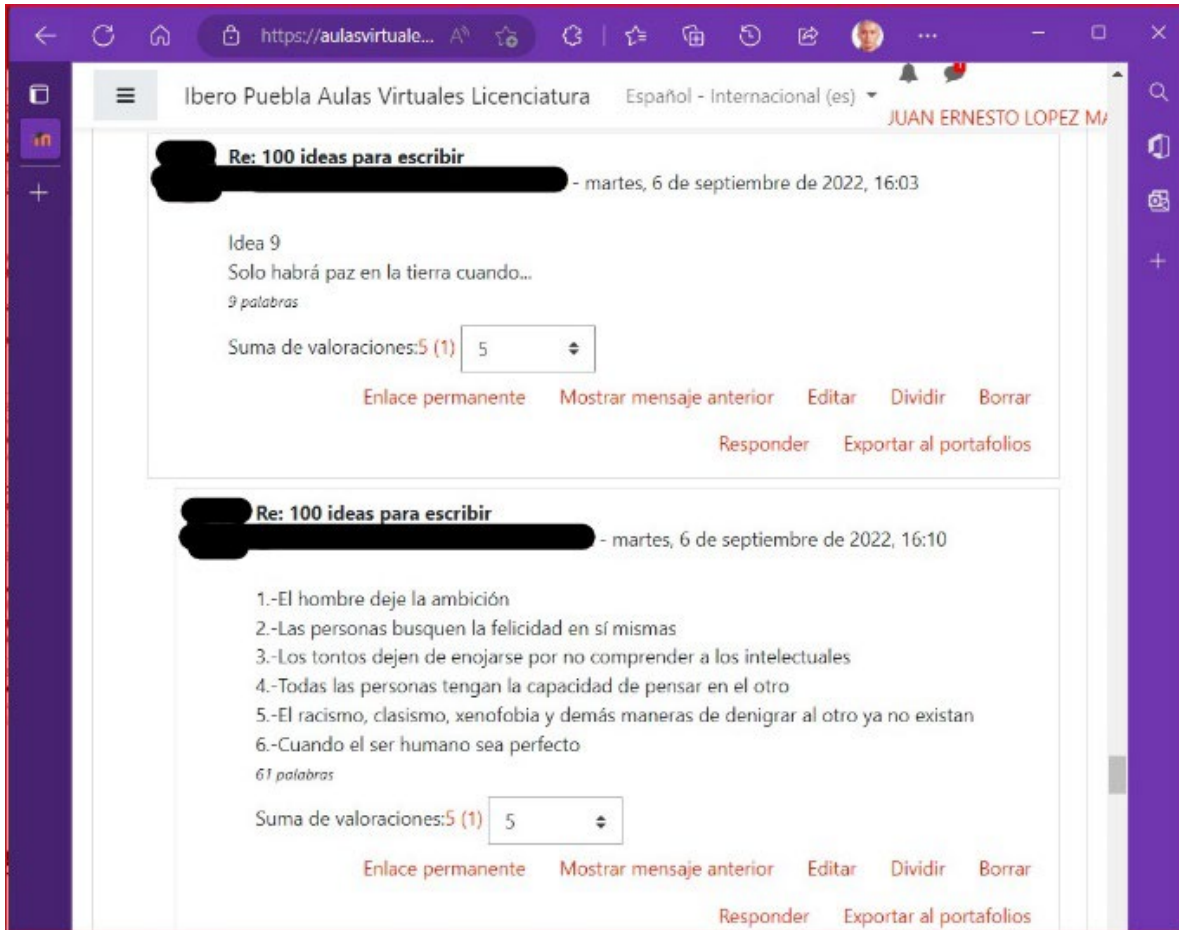 https://aulasvirtuale...
Ibero Puebla Aulas Virtuales Licenciatura Español - Internacional (es)
JUAN ERNESTO LOPEZ
Re: 100 ideas para escribir
- martes, 6 de septiembre de 2022, 16:03
Idea 9
Solo habrá paz en la tierra cuando...
9 palabras
Suma de valoraciones:5 (1) 5
Enlace permanente Mostrar mensaje anterior Editar Dividir Borrar
Responder Exportar al portafolios
Re: 100 ideas para escribir
- martes, 6 de septiembre de 2022, 16:10
1.-El hombre deje la ambición
2.-Las personas busquen la felicidad en sí mismas
3.-Los tontos dejen de enojarse por no comprender a los intelectuales
4.-Todas las personas tengan la capacidad de pensar en el otro
5.-El racismo, clasismo, xenofobia y demás maneras de denigrar al otro ya no existan
6.-Cuando el ser humano sea perfecto
61 palabras
Suma de valoraciones:5 (1) 5
Enlace permanente Mostrar mensaje anterior Editar Dividir Borrar
Responder Exportar al portafolios